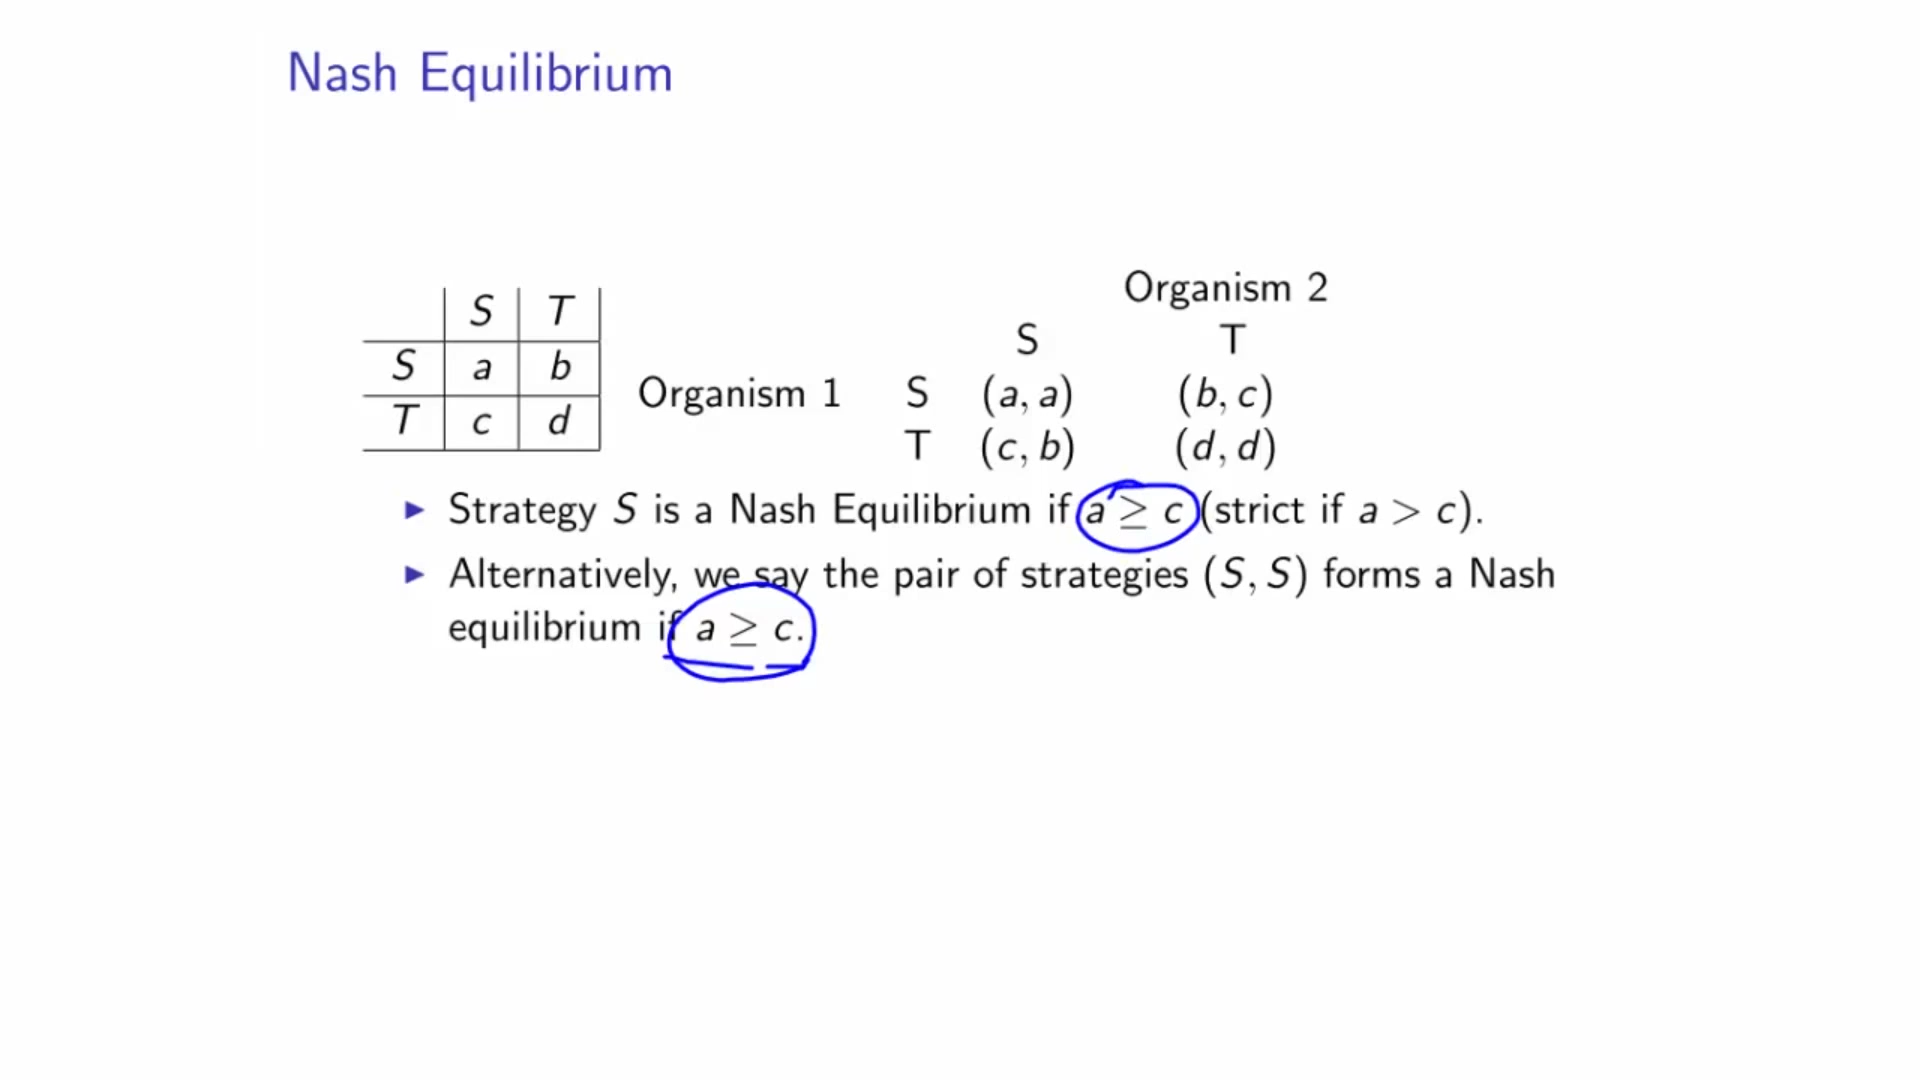 Nash Equilibrium
Organism 2
S T
S T
S a b
Organism 1 S (a, a) (b, c)
T c d
T (c, b) (d, d)
▶ Strategy S is a Nash Equilibrium if a ≥ c (strict if a > c).
▶ Alternatively, we say the pair of strategies (S, S) forms a Nash
equilibrium if a ≥ c.